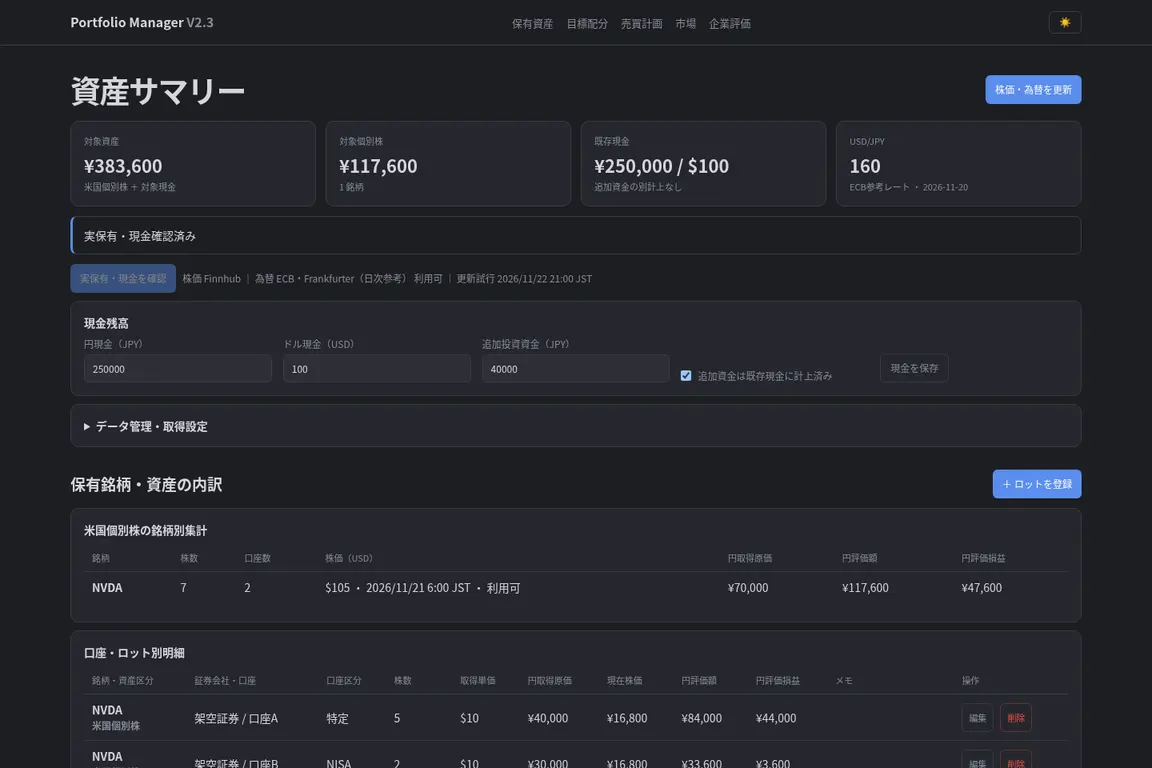 Portfolio Manager V2.3
保有資産 目標配分 売買計画 市場 企業評価
資産サマリー
株価・為替を更新
対象資産
¥383,600
米国個別株 + 対象現金
対象個別株
¥117,600
1 銘柄
既存現金
¥250,000 / $100
追加資金の別計上なし
USD/JPY
160
ECB参考レート ・ 2026-11-20
実保有・現金確認済み
実保有・現金を確認
株価 Finnhub | 為替 ECB・Frankfurter（日次参考） 利用可 | 更新試行 2026/11/22 21:00 JST
現金残高
円現金（JPY） ドル現金（USD） 追加投資資金（JPY）
250000 100 40000
追加資金は既存現金に計上済み
現金を保存
▶ データ管理・取得設定
保有銘柄・資産の内訳
＋ ロットを登録
米国個別株の銘柄別集計
銘柄 株数 口座数 株価（USD） 円取得原価 円評価額 円評価損益
NVDA 7 2 $105 ・ 2026/11/21 6:00 JST ・ 利用可 ¥70,000 ¥117,600 ¥47,600
口座・ロット別明細
銘柄・資産区分 証券会社・口座 口座区分 株数 取得単価 円取得原価 現在株価 円評価額 円評価損益 メモ 操作
NVDA
米国個別株
架空証券 / 口座A 特定 5 $10 ¥40,000 ¥16,800 ¥84,000 ¥44,000 編集 削除
NVDA
架空証券 / 口座B NISA 2 $10 ¥30,000 ¥16,800 ¥33,600 ¥3,600 編集 削除